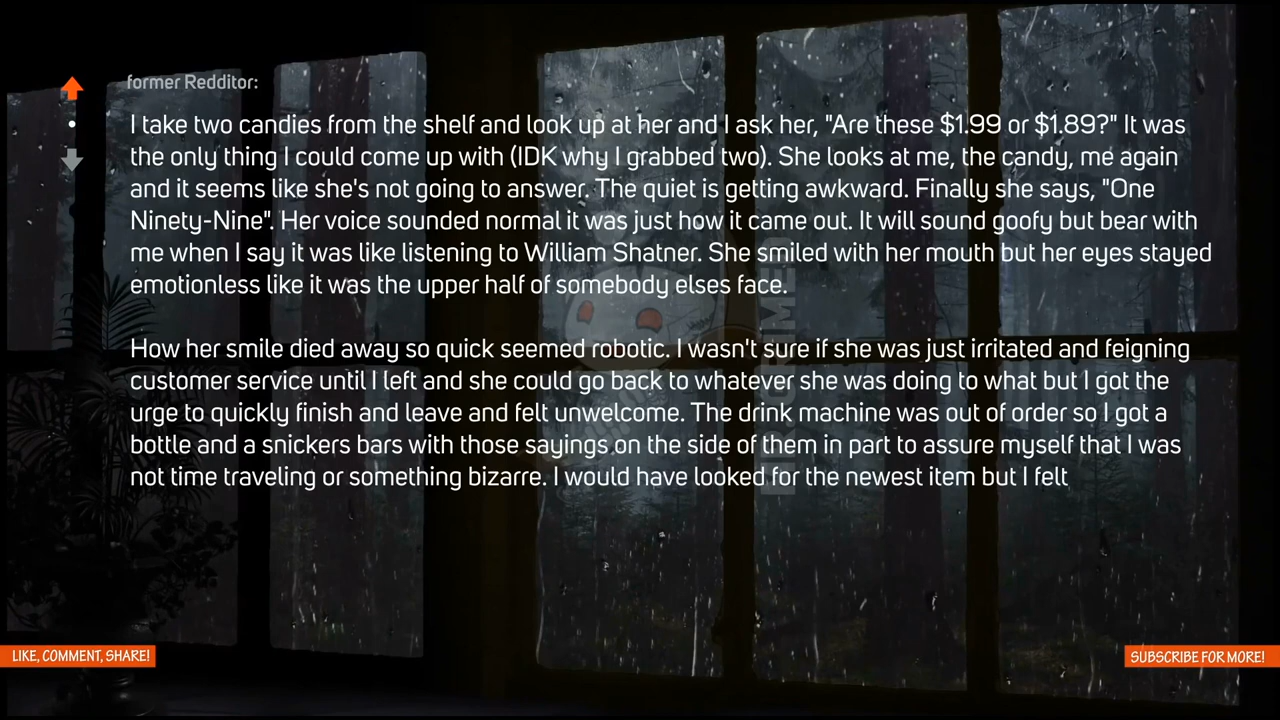 former Redditor:
I take two candies from the shelf and look up at her and I ask her, "Are these $1.99 or $1.89?" It was
the only thing I could come up with (IDK why I grabbed two). She looks at me, the candy, me again
and it seems like she's not going to answer. The quiet is getting awkward. Finally she says, "One
Ninety-Nine". Her voice sounded normal it was just how it came out. It will sound goofy but bear with
me when I say it was like listening to William Shatner. She smiled with her mouth but her eyes stayed
emotionless like it was the upper half of somebody elses face.
How her smile died away so quick seemed robotic. I wasn't sure if she was just irritated and feigning
customer service until I left and she could go back to whatever she was doing to what but I got the
urge to quickly finish and leave and felt unwelcome. The drink machine was out of order so I got a
bottle and a snickers bars with those sayings on the side of them in part to assure myself that I was
not time traveling or something bizarre. I would have looked for the newest item but I felt
LIKE, COMMENT, SHARE!
SUBSCRIBE FOR MORE!